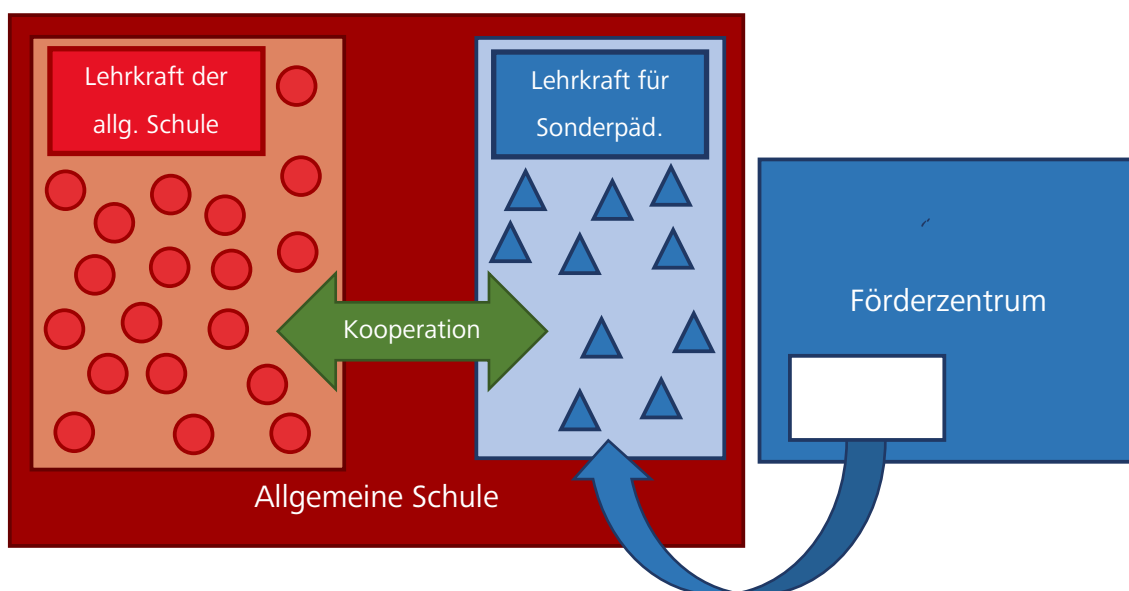 Lehrkraft der
allg. Schule
Lehrkraft für
Sonderpäd.
Kooperation
Förderzentrum
Allgemeine Schule